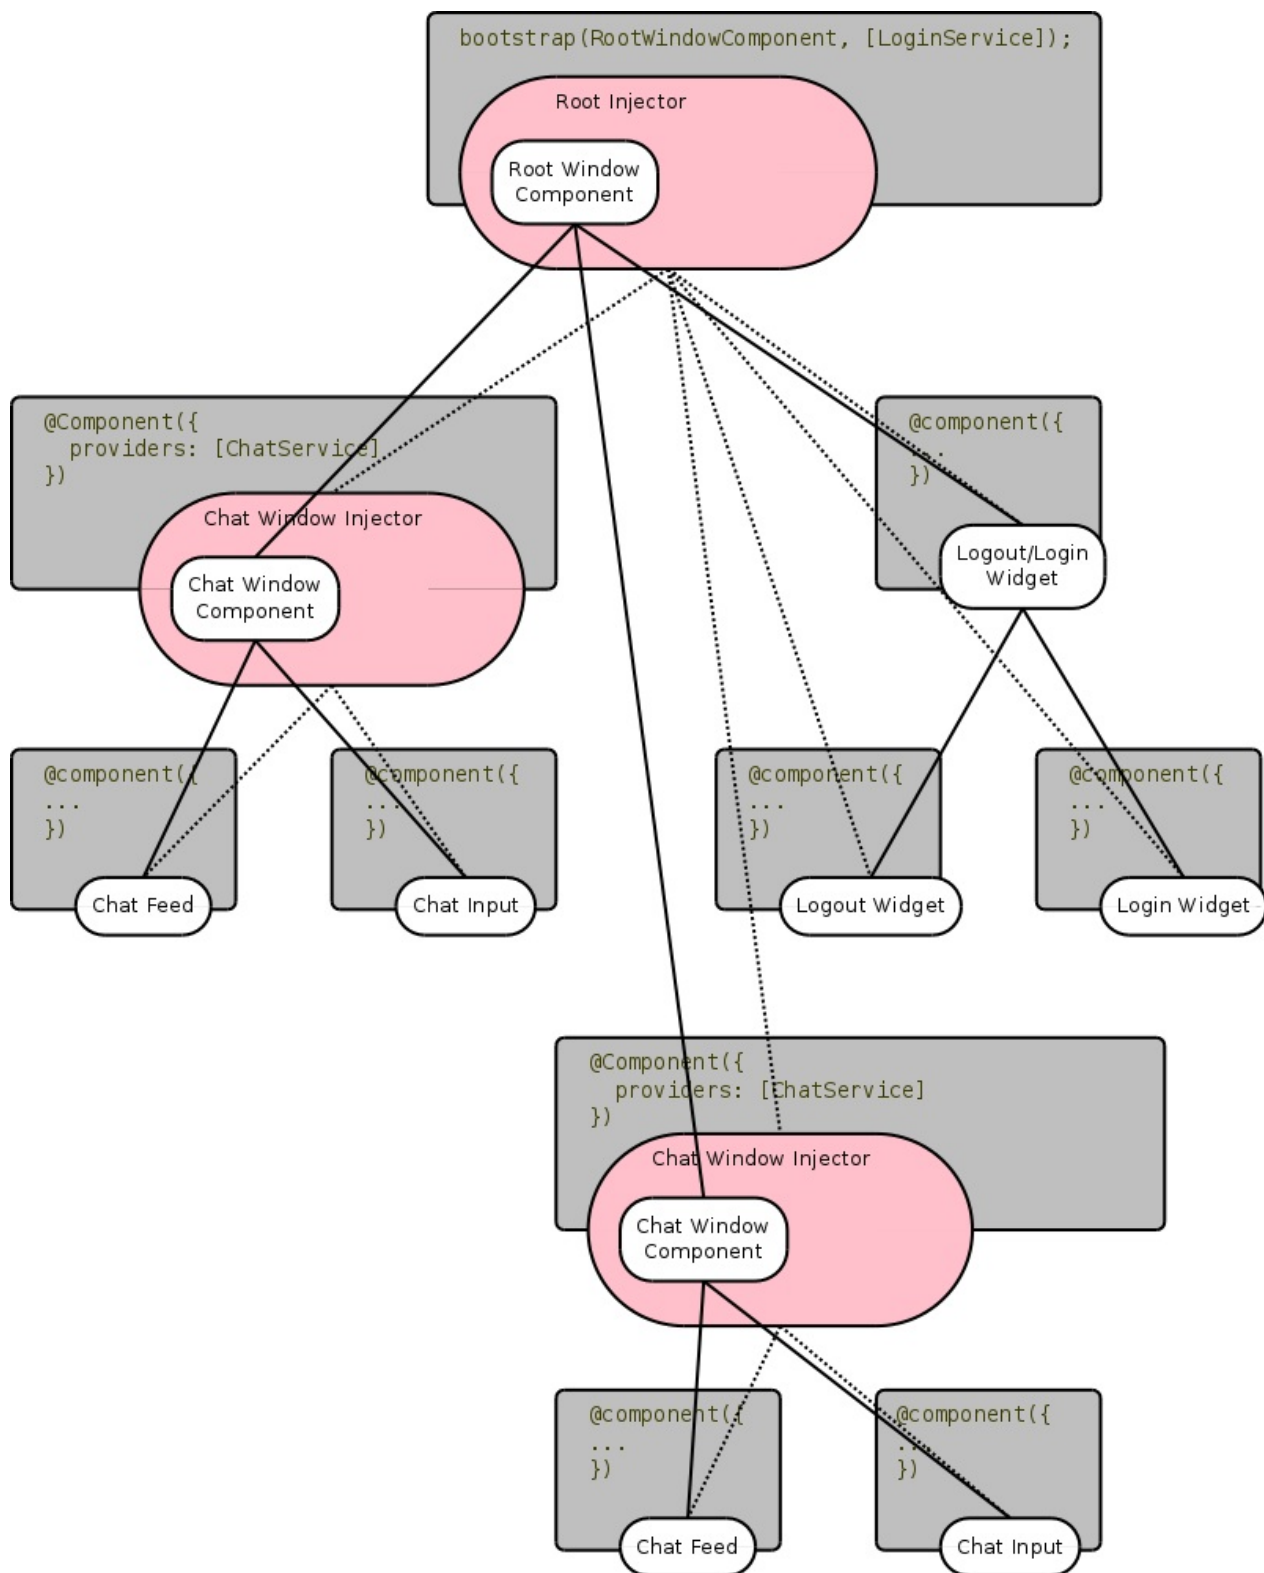 bootstrap(RootWindowComponent, [LoginService]);
Root Injector
Root Window
Component
@Component({
providers: [ChatService]
})
Chat Window Injector
Chat Window
Component
@component({
...
})
Logout/Login
Widget
@component({
...
})
Chat Feed
@component({
...
})
Chat Input
@component({
...
})
Logout Widget
@component({
...
})
Login Widget
@Component({
providers: [ChatService]
})
Chat Window Injector
Chat Window
Component
@component({
...
})
Chat Feed
@component({
...
})
Chat Input